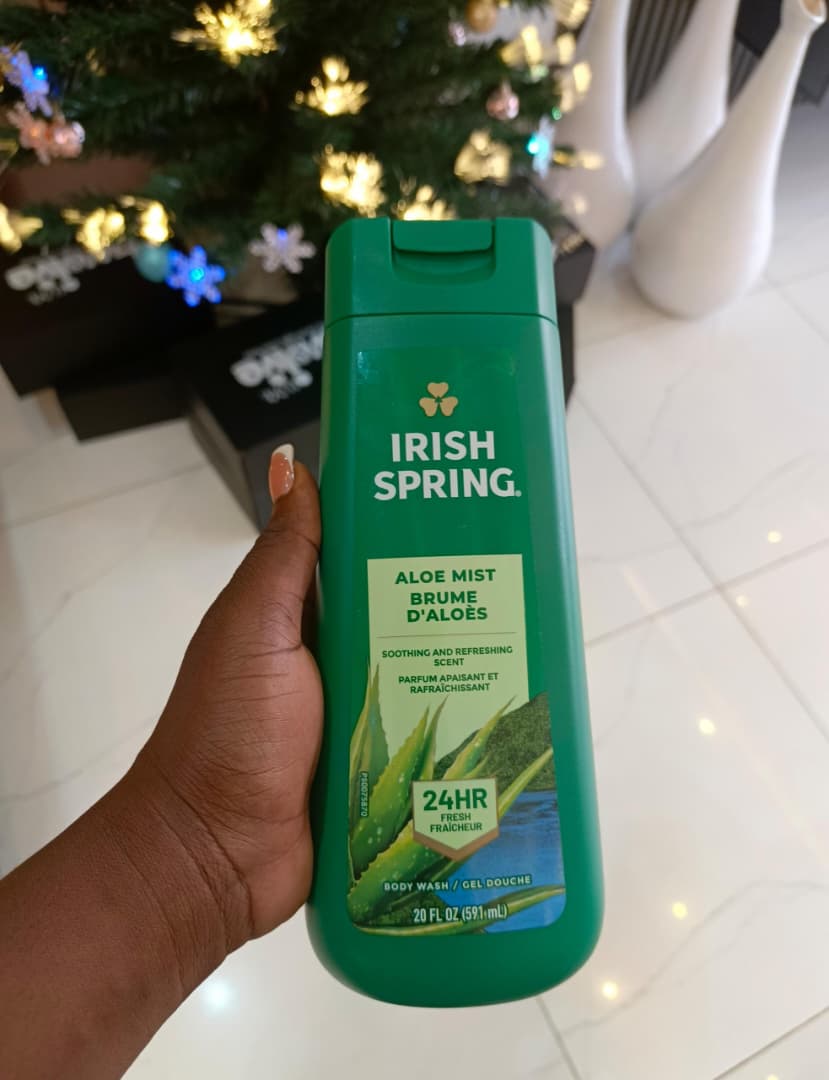 IRISH
SPRING®
ALOE MIST
BRUME
D'ALOÈS
SOOTHING AND REFRESHING
SCENT
PARFUM APAISANT ET
RAFRAÎCHISSANT
24HR
FRESH
FRAÎCHEUR
BODY WASH / GEL DOUCHE
20 FL OZ (591 mL)